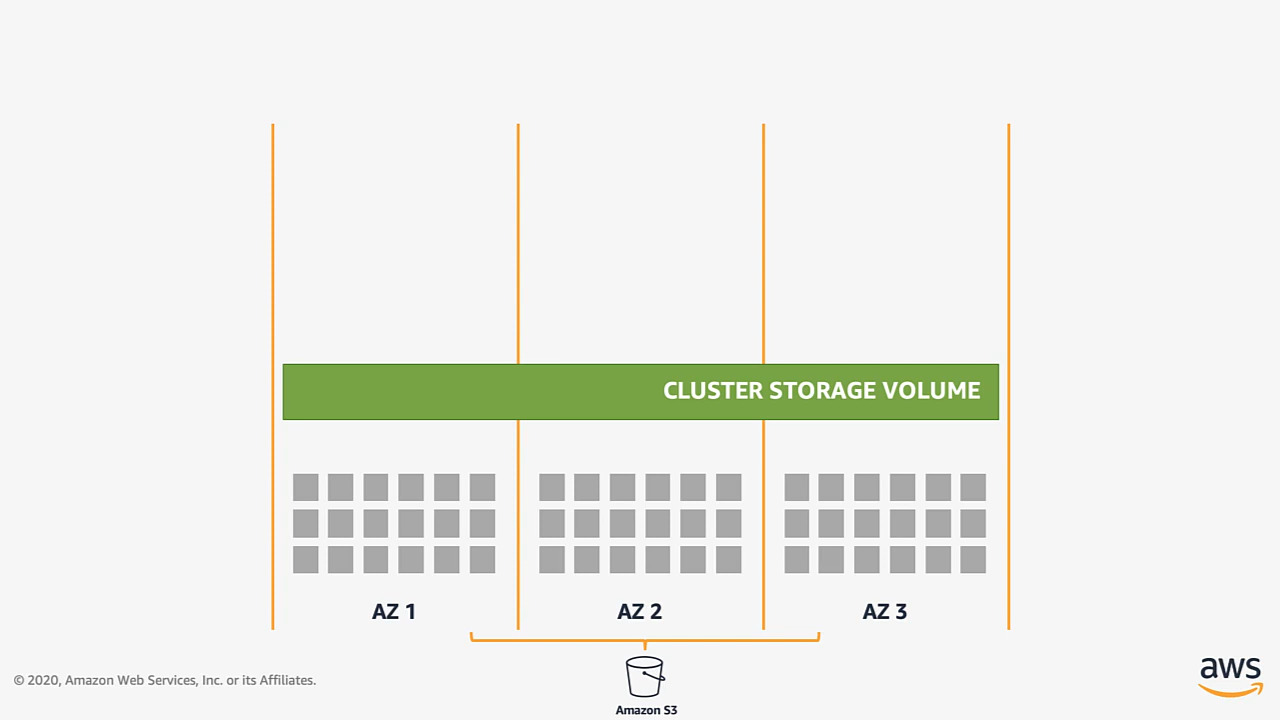 CLUSTER STORAGE VOLUME
AZ 1
AZ 2
AZ 3
© 2020, Amazon Web Services, Inc. or its Affiliates.
Amazon S3
aws